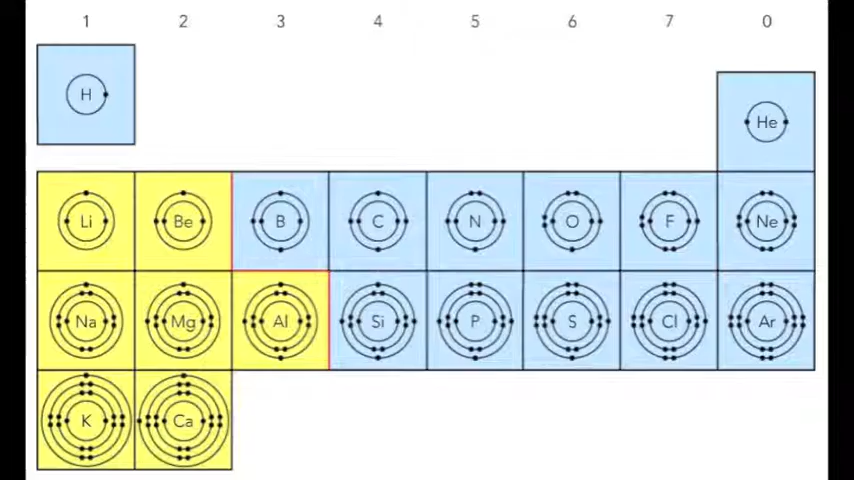 1 2 3 4 5 6 7 0
H
He
Li Be B C N O F Ne
Na Mg Al Si P S Cl Ar
K Ca